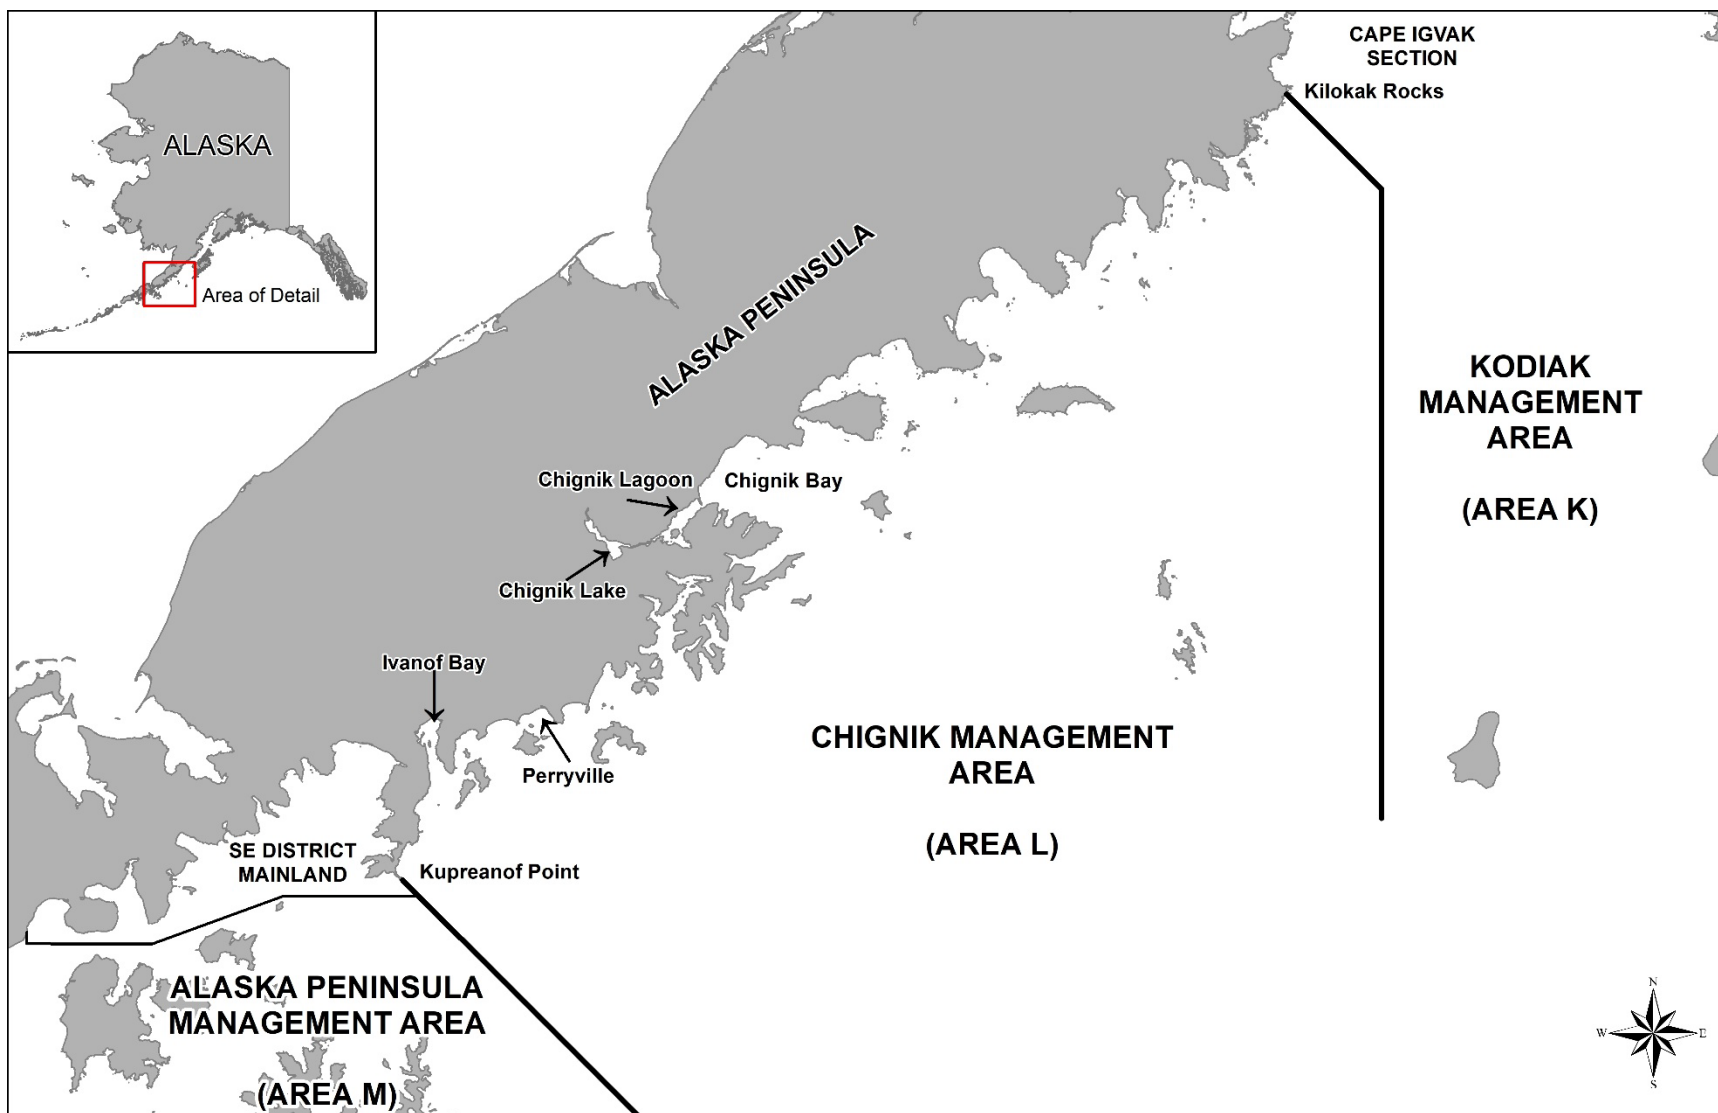 ALASKA
Area of Detail
CAPE IGVAK
SECTION
Kilokak Rocks
ALASKA PENINSULA
KODIAK
MANAGEMENT
AREA
(AREA K)
Chignik Lagoon
Chignik Bay
Chignik Lake
Ivanof Bay
Perryville
CHIGNIK MANAGEMENT
AREA
(AREA L)
SE DISTRICT
MAINLAND
Kupreanof Point
ALASKA PENINSULA
MANAGEMENT AREA
(AREA M)
N
W
E
S